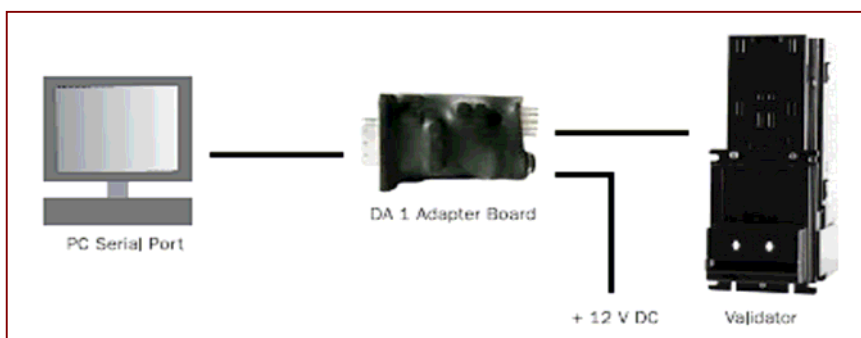 PC Serial Port
DA 1 Adapter Board
+ 12 V DC
Validator